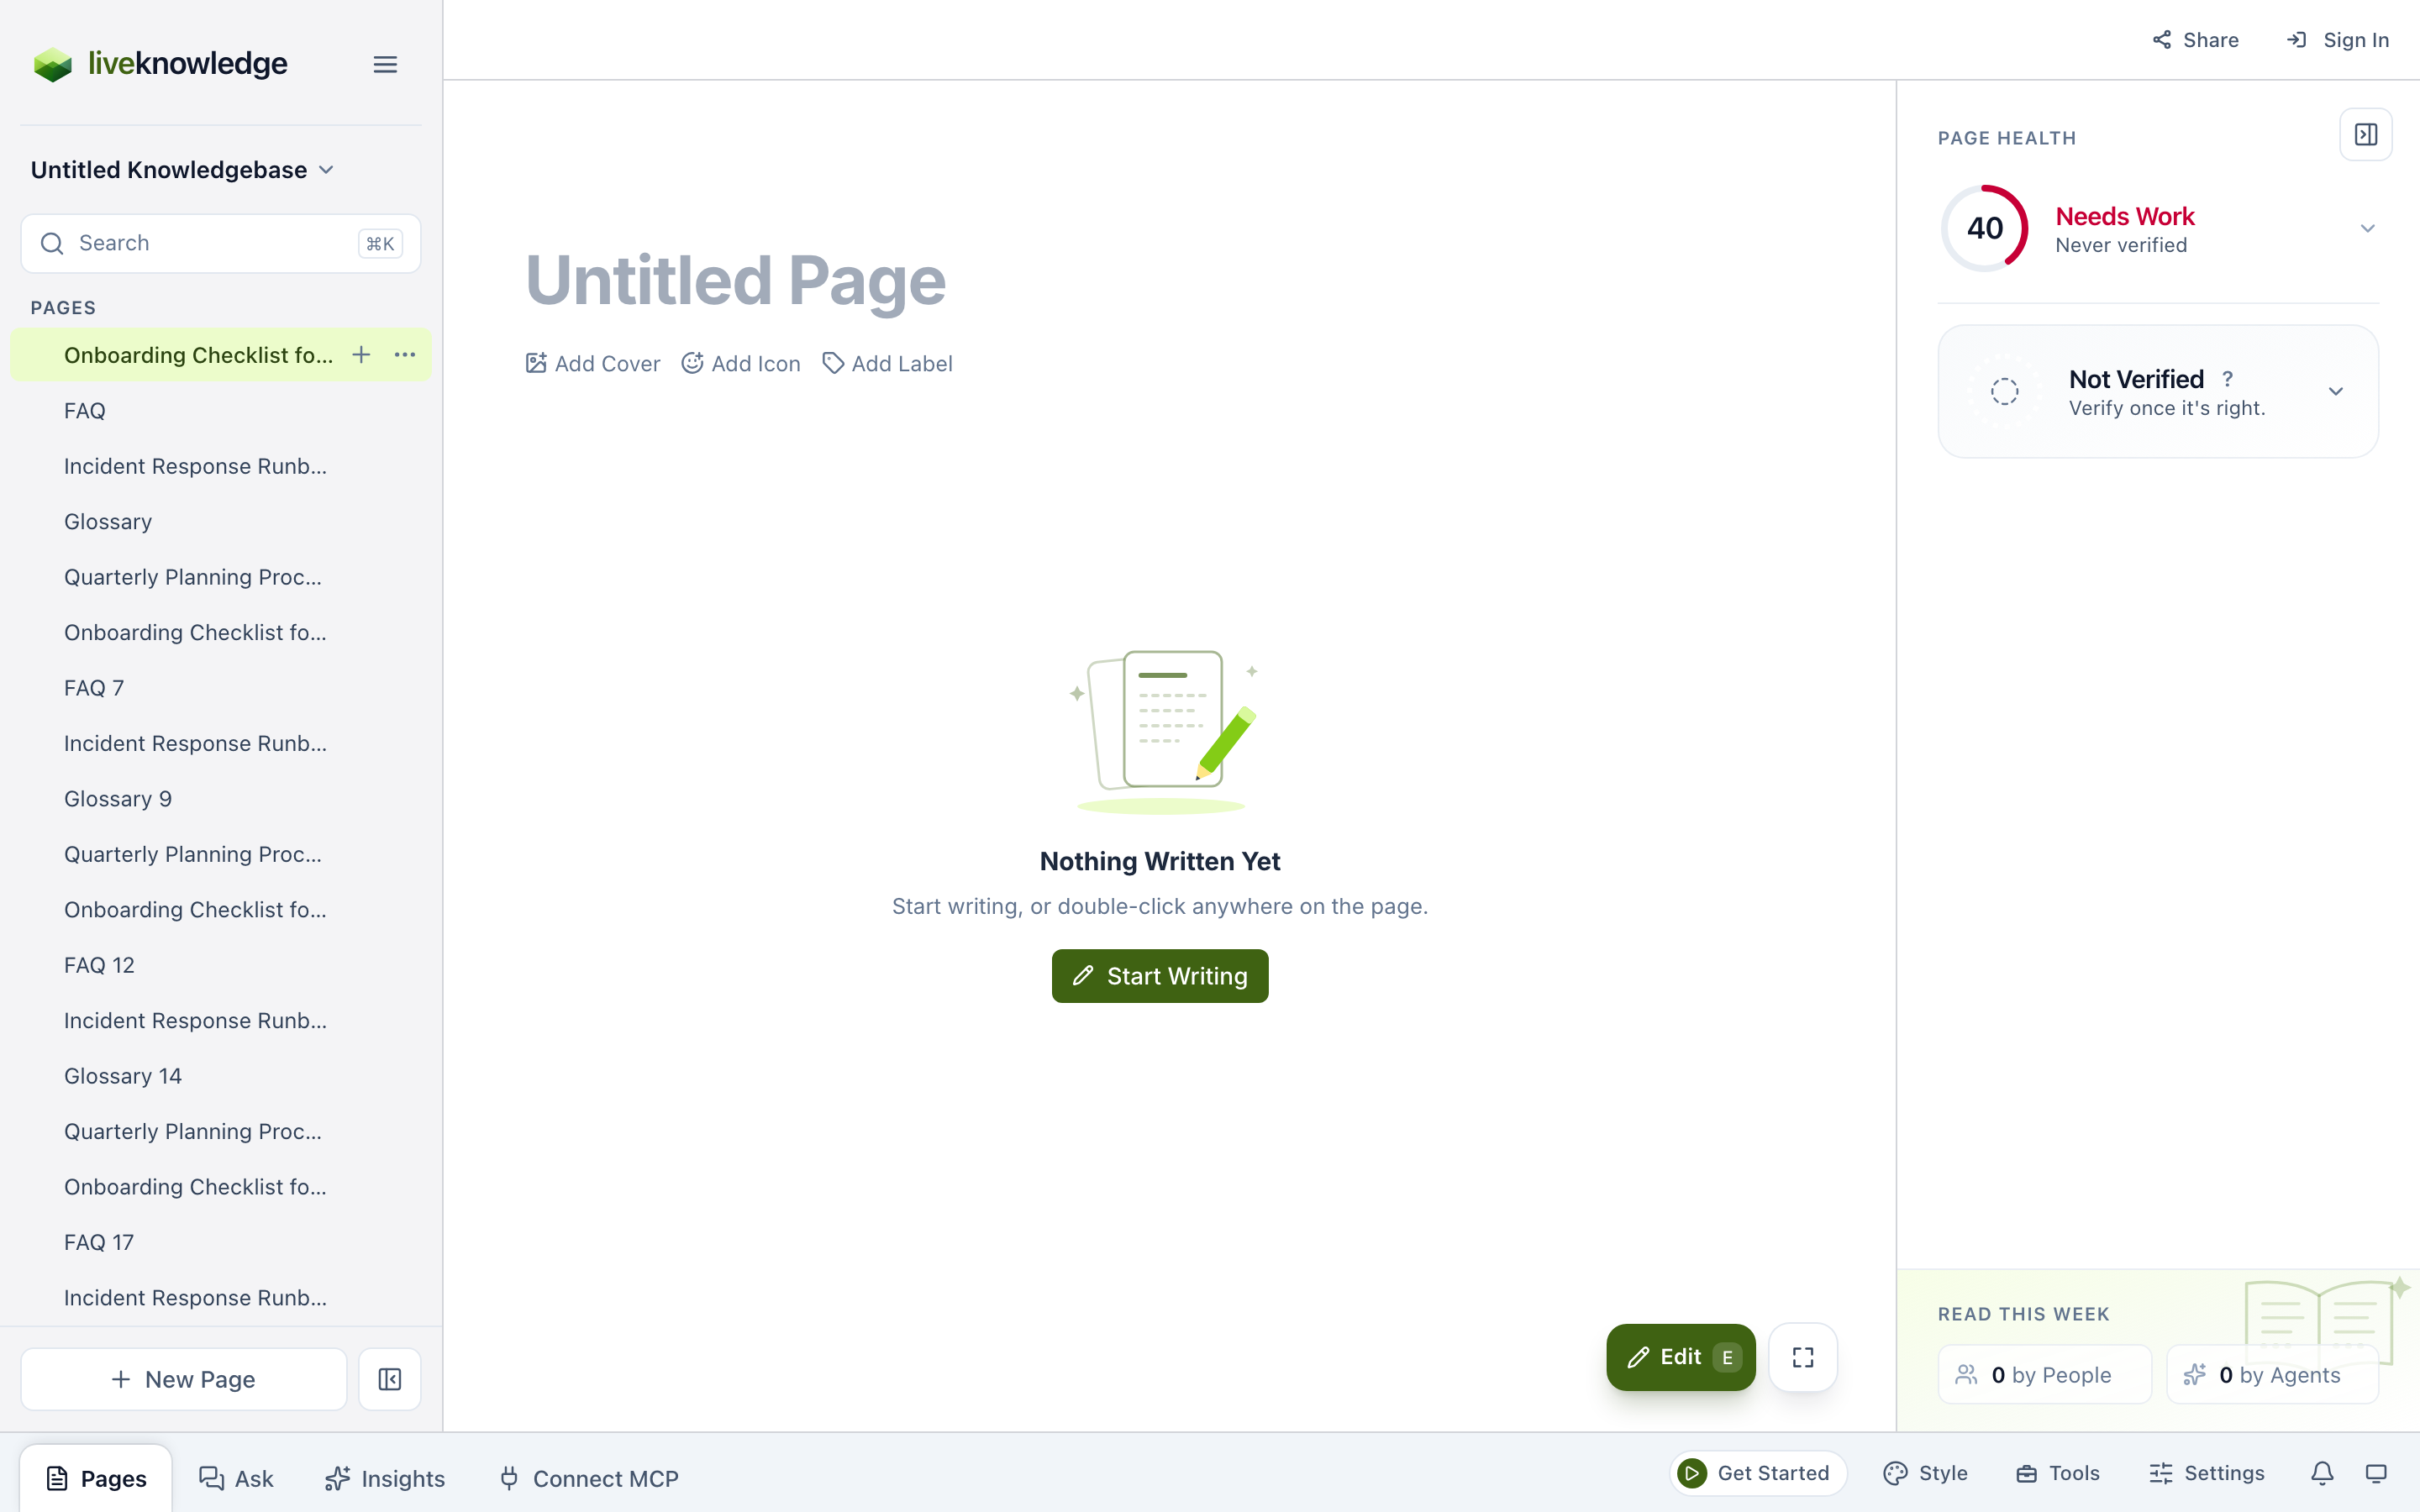 liveknowledge
Share
Sign In
Untitled Knowledgebase
Search
⌘K
PAGES
Onboarding Checklist fo...
FAQ
Incident Response Runb...
Glossary
Quarterly Planning Proc...
Onboarding Checklist fo...
FAQ 7
Incident Response Runb...
Glossary 9
Quarterly Planning Proc...
Onboarding Checklist fo...
FAQ 12
Incident Response Runb...
Glossary 14
Quarterly Planning Proc...
Onboarding Checklist fo...
FAQ 17
Incident Response Runb...
New Page
Untitled Page
Add Cover
Add Icon
Add Label
Nothing Written Yet
Start writing, or double-click anywhere on the page.
Start Writing
Edit E
PAGE HEALTH
40
Needs Work
Never verified
Not Verified ?
Verify once it's right.
READ THIS WEEK
0 by People
0 by Agents
Pages
Ask
Insights
Connect MCP
Get Started
Style
Tools
Settings